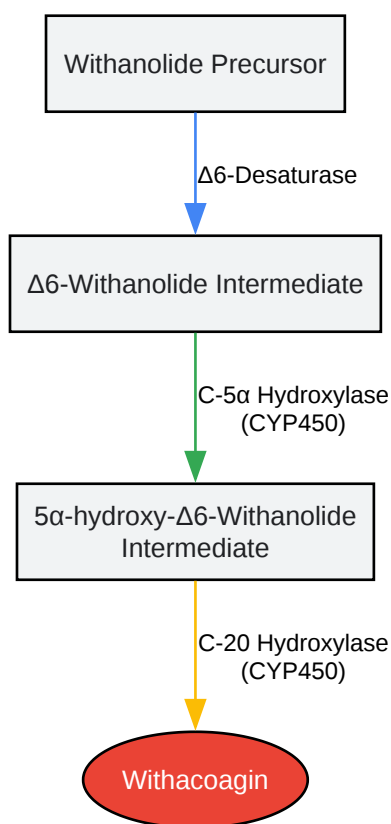 Withanolide Precursor
Δ6-Desaturase
Δ6-Withanolide Intermediate
C-5α Hydroxylase
(CYP450)
5α-hydroxy-Δ6-Withanolide
Intermediate
C-20 Hydroxylase
(CYP450)
Withacoagin